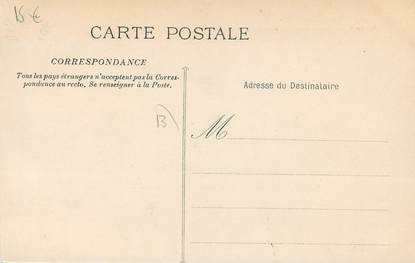 15 €
CARTE POSTALE
CORRESPONDANCE
Tous les pays étrangers n'acceptent pas la Corres-
pondance au recto. Se renseigner à la Poste.
Adresse du Destinataire
B)
M